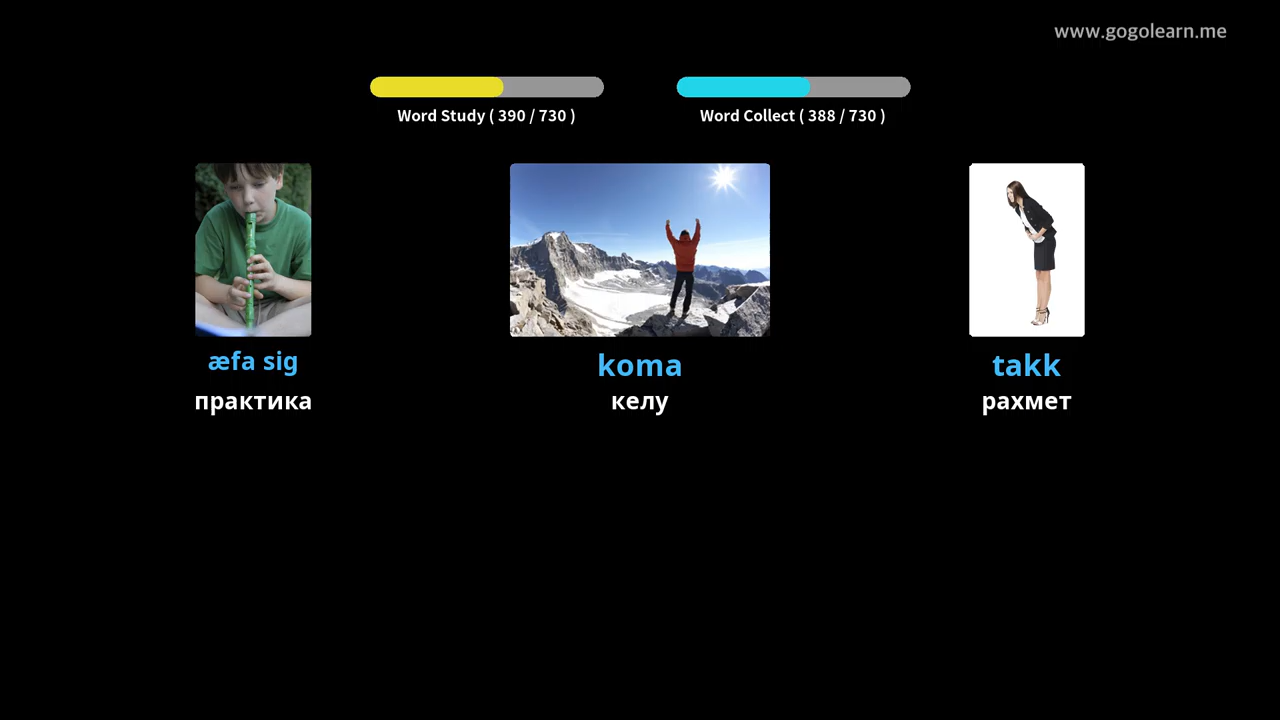 www.gogolearn.me
Word Study ( 390 / 730 )
Word Collect ( 388 / 730 )
æfa sig
koma
takk
практика
келу
рахмет